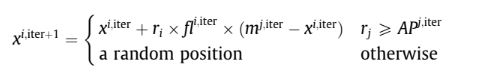 x^{i,iter+1} = { x^{i,iter} + r_i × fl^{i,iter} × (m^{j,iter} − x^{i,iter})   r_j ⩾ AP^{j,iter}
a random position   otherwise